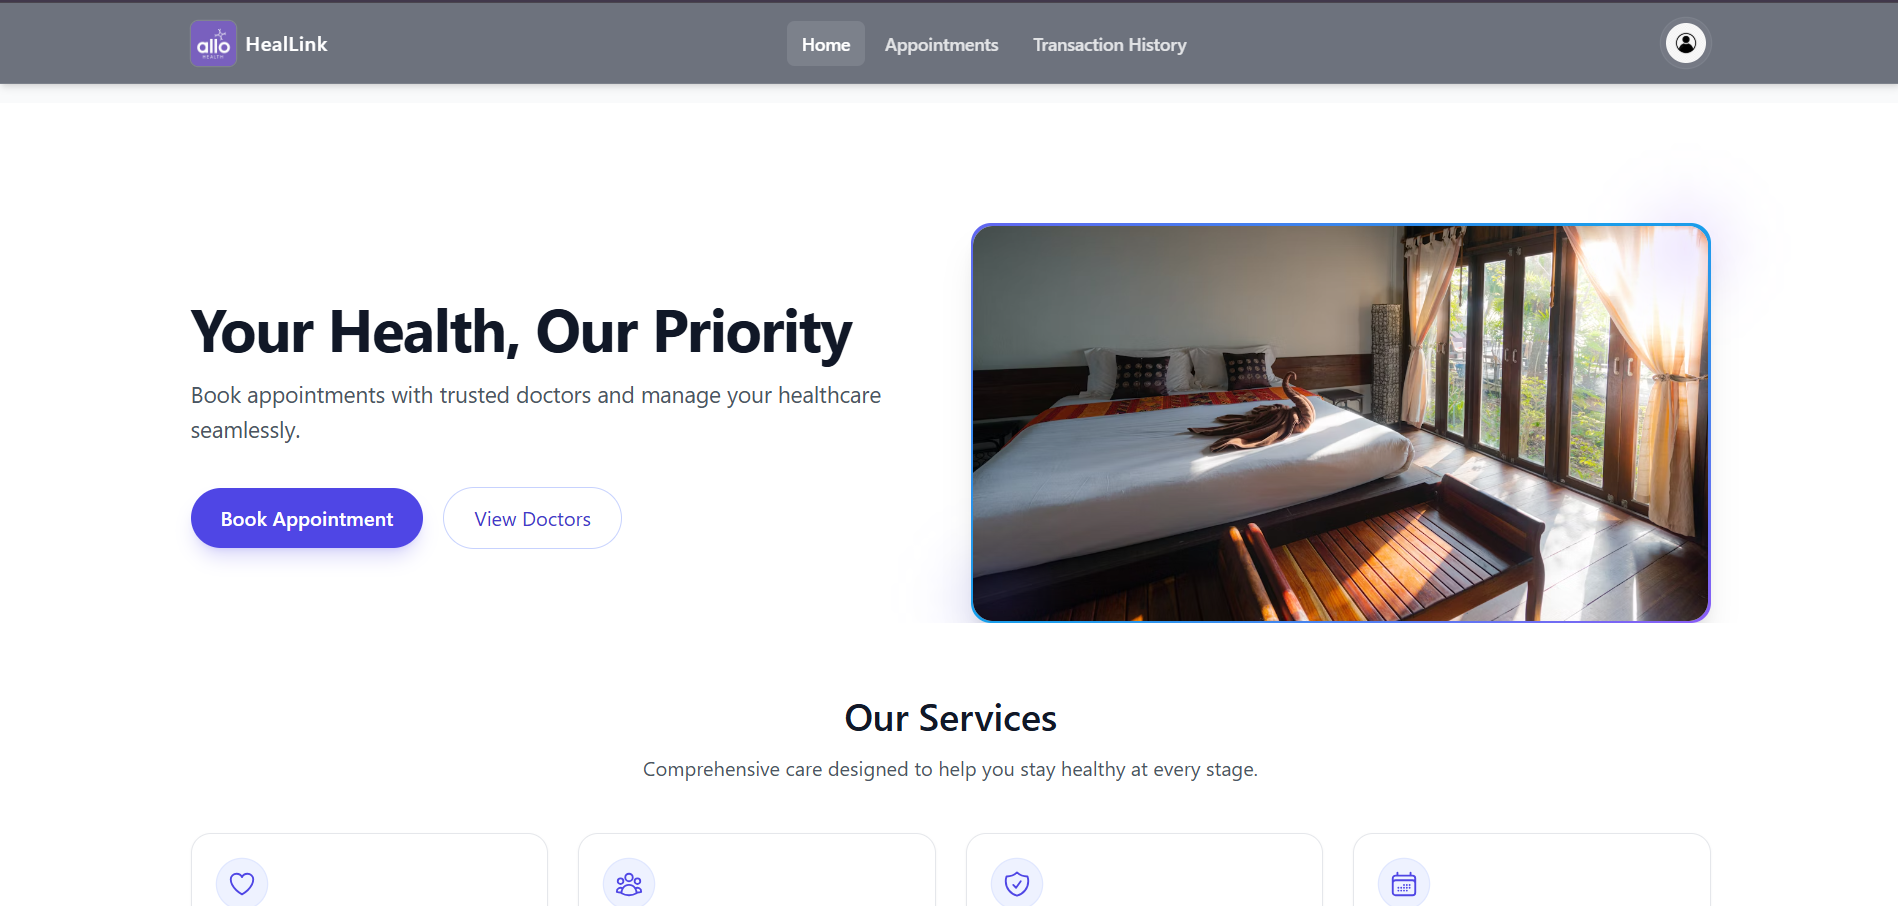 allo
HEALTH
HealLink
Home
Appointments
Transaction History
Your Health, Our Priority
Book appointments with trusted doctors and manage your healthcare
seamlessly.
Book Appointment
View Doctors
Our Services
Comprehensive care designed to help you stay healthy at every stage.